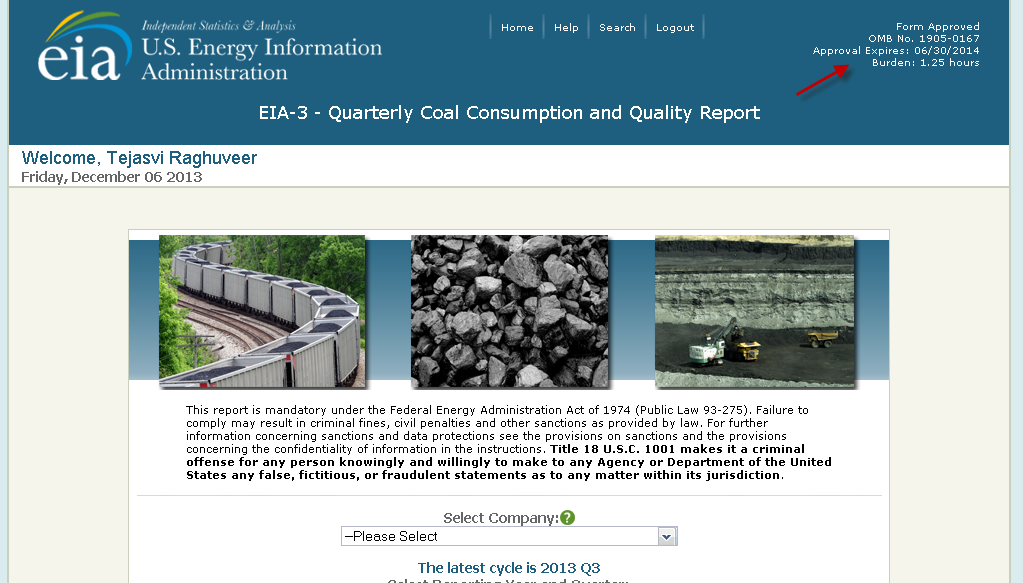 Independent Statistics & Analysis
eia U.S. Energy Information
Administration
Home Help Search Logout
Form Approved
OMB No. 1905-0167
Approval Expires: 06/30/2014
Burden: 1.25 hours
EIA-3 - Quarterly Coal Consumption and Quality Report
Welcome, Tejasvi Raghuveer
Friday, December 06 2013
This report is mandatory under the Federal Energy Administration Act of 1974 (Public Law 93-275). Failure to
comply may result in criminal fines, civil penalties and other sanctions as provided by law. For further
information concerning sanctions and data protections see the provisions on sanctions and the provisions
concerning the confidentiality of information in the instructions. Title 18 U.S.C. 1001 makes it a criminal
offense for any person knowingly and willingly to make to any Agency or Department of the United
States any false, fictitious, or fraudulent statements as to any matter within its jurisdiction.
Select Company:?
--Please Select
The latest cycle is 2013 Q3
Select Reporting Year and Quarter: